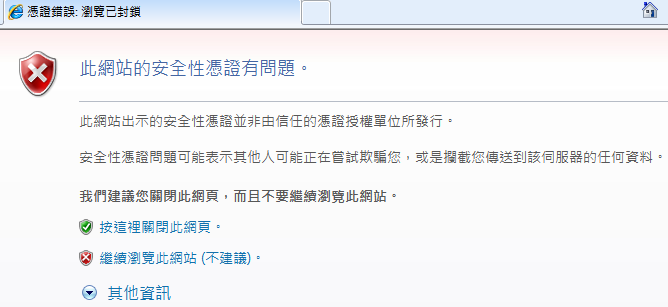 憑證錯誤: 瀏覽已封鎖
此網站的安全性憑證有問題。
此網站出示的安全性憑證並非由信任的憑證授權單位所發行。
安全性憑證問題可能表示其他人可能正在嘗試欺騙您，或是攔截您傳送到該伺服器的任何資料。
我們建議您關閉此網頁，而且不要繼續瀏覽此網站。
按這裡關閉此網頁。
繼續瀏覽此網站 (不建議)。
其他資訊